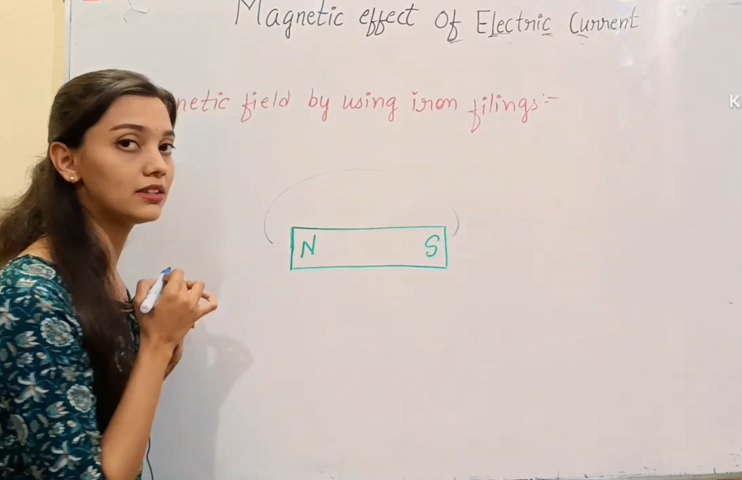 Magnetic effect of Electric Current
netic field by using iron filings:-
K
N S